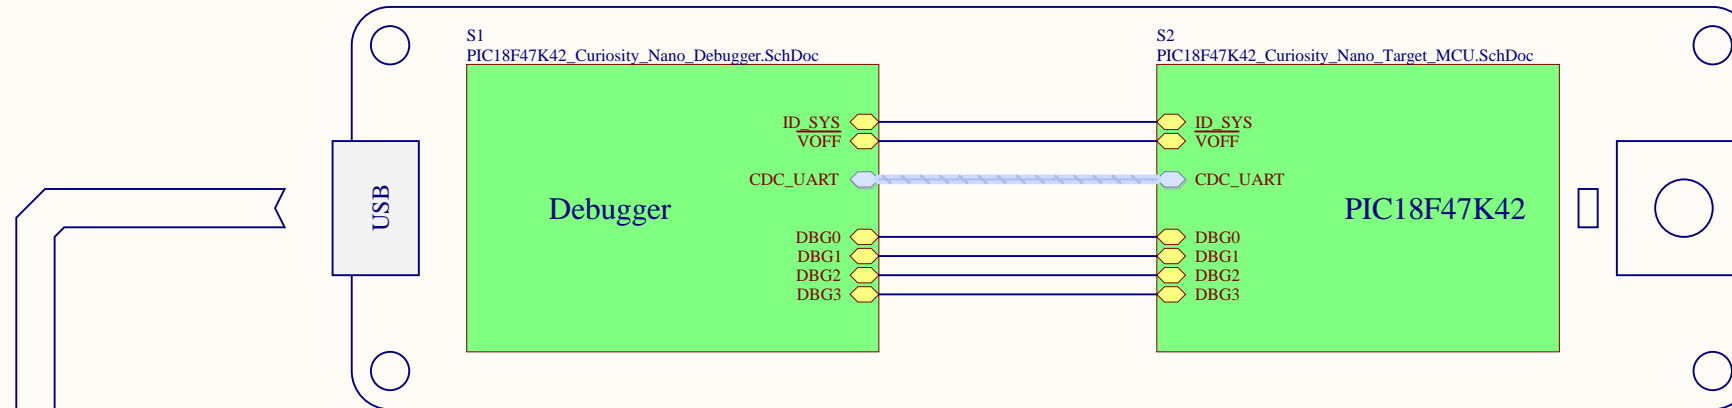 S1
PIC18F47K42_Curiosity_Nano_Debugger.SchDoc
ID_SYS
VOFF
CDC_UART
Debugger
DBG0
DBG1
DBG2
DBG3
USB
S2
PIC18F47K42_Curiosity_Nano_Target_MCU.SchDoc
ID_SYS
VOFF
CDC_UART
PIC18F47K42
DBG0
DBG1
DBG2
DBG3